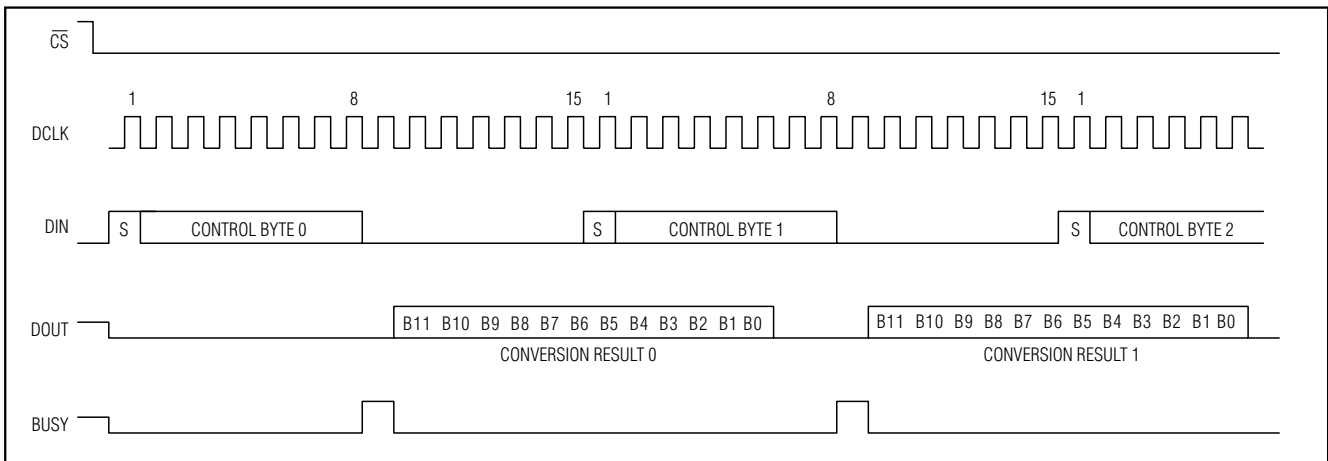 CS
1 8 15 1 8 15 1
DCLK
DIN S CONTROL BYTE 0 S CONTROL BYTE 1 S CONTROL BYTE 2
DOUT B11 B10 B9 B8 B7 B6 B5 B4 B3 B2 B1 B0 B11 B10 B9 B8 B7 B6 B5 B4 B3 B2 B1 B0
CONVERSION RESULT 0 CONVERSION RESULT 1
BUSY